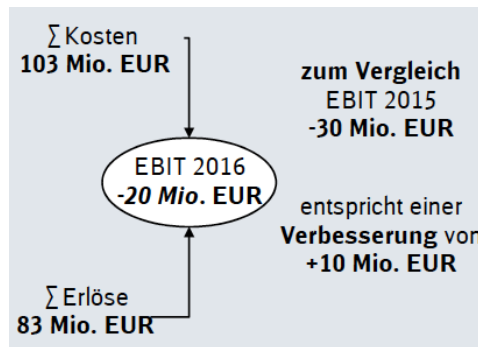 ∑ Kosten
103 Mio. EUR
zum Vergleich
EBIT 2015
-30 Mio. EUR
EBIT 2016
-20 Mio. EUR
entspricht einer
Verbesserung von
+10 Mio. EUR
∑ Erlöse
83 Mio. EUR